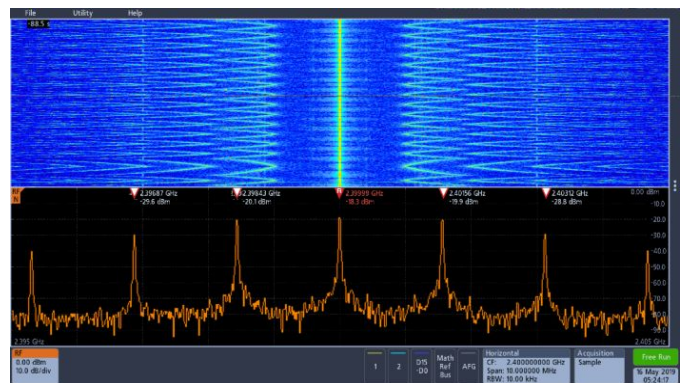 File Utility Help
-88.5 s
2.39687 GHz 2.39843 GHz 2.39999 GHz 2.40156 GHz 2.40312 GHz 0.00 dBm
-29.6 dBm -20.1 dBm -18.3 dBm -19.9 dBm -28.8 dBm -10.0
-20.0
-30.0
-40.0
-50.0
-60.0
-70.0
-80.0
2.395 GHz 2.405 GHz
RF
0.00 dBm
10.0 dB/div
1 2 D15 -D0 Math Ref Bus AFG
Horizontal
CF: 2.400000000 GHz
Span: 10.000000 MHz
RBW: 10.00 kHz
Acquisition
Sample
Free Run
16 May 2019
05:24:17